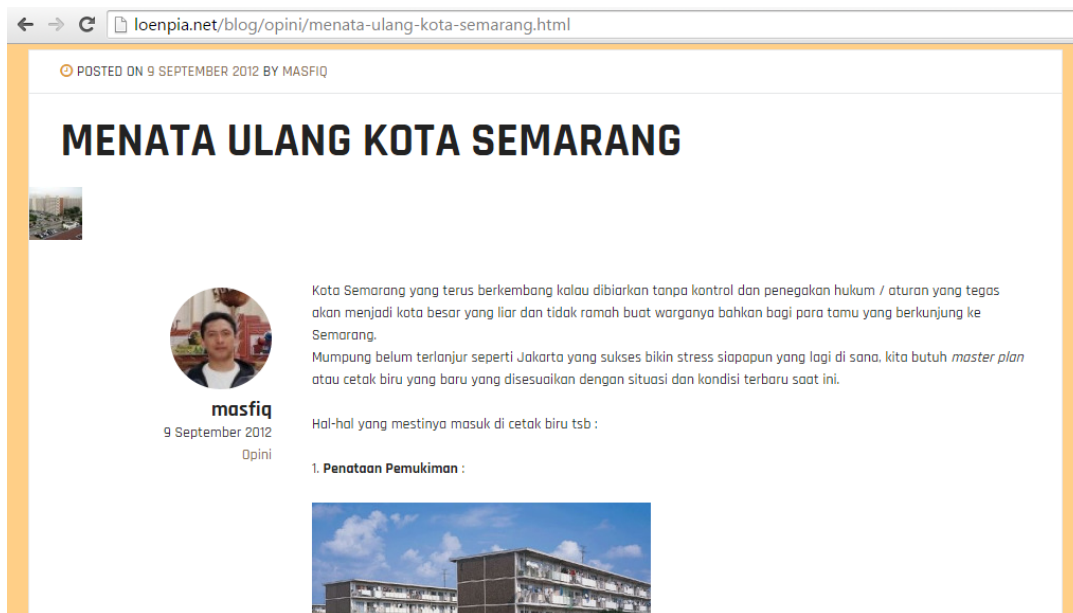 loenpia.net/blog/opini/menata-ulang-kota-semarang.html
POSTED ON 9 SEPTEMBER 2012 BY MASFIQ
MENATA ULANG KOTA SEMARANG
masfiq
9 September 2012
Opini
Kota Semarang yang terus berkembang kalau dibiarkan tanpa kontrol dan penegakan hukum / aturan yang tegas
akan menjadi kota besar yang liar dan tidak ramah buat warganya bahkan bagi para tamu yang berkunjung ke
Semarang.
Mumpung belum terlanjur seperti Jakarta yang sukses bikin stress siapapun yang lagi di sana, kita butuh master plan
atau cetak biru yang baru yang disesuaikan dengan situasi dan kondisi terbaru saat ini.
Hal-hal yang mestinya masuk di cetak biru tsb :
1. Penataan Pemukiman :